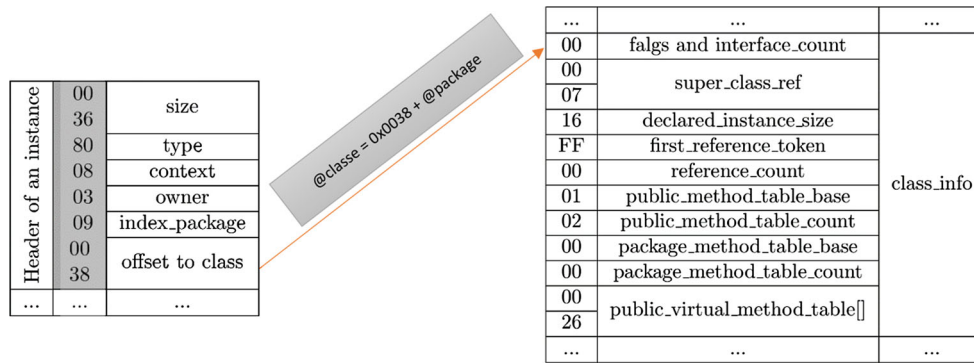 Header of an instance
00
36
size
80 type
08 context
03 owner
09 index_package
00
38
offset to class
... ... ...
@classe = 0x0038 + @package
... ... ...
00 falgs and interface_count
00
07
super_class_ref
16 declared_instance_size
FF first_reference_token
00 reference_count
01 public_method_table_base
02 public_method_table_count
00 package_method_table_base
00 package_method_table_count
00
26
public_virtual_method_table[]
class_info
... ... ...